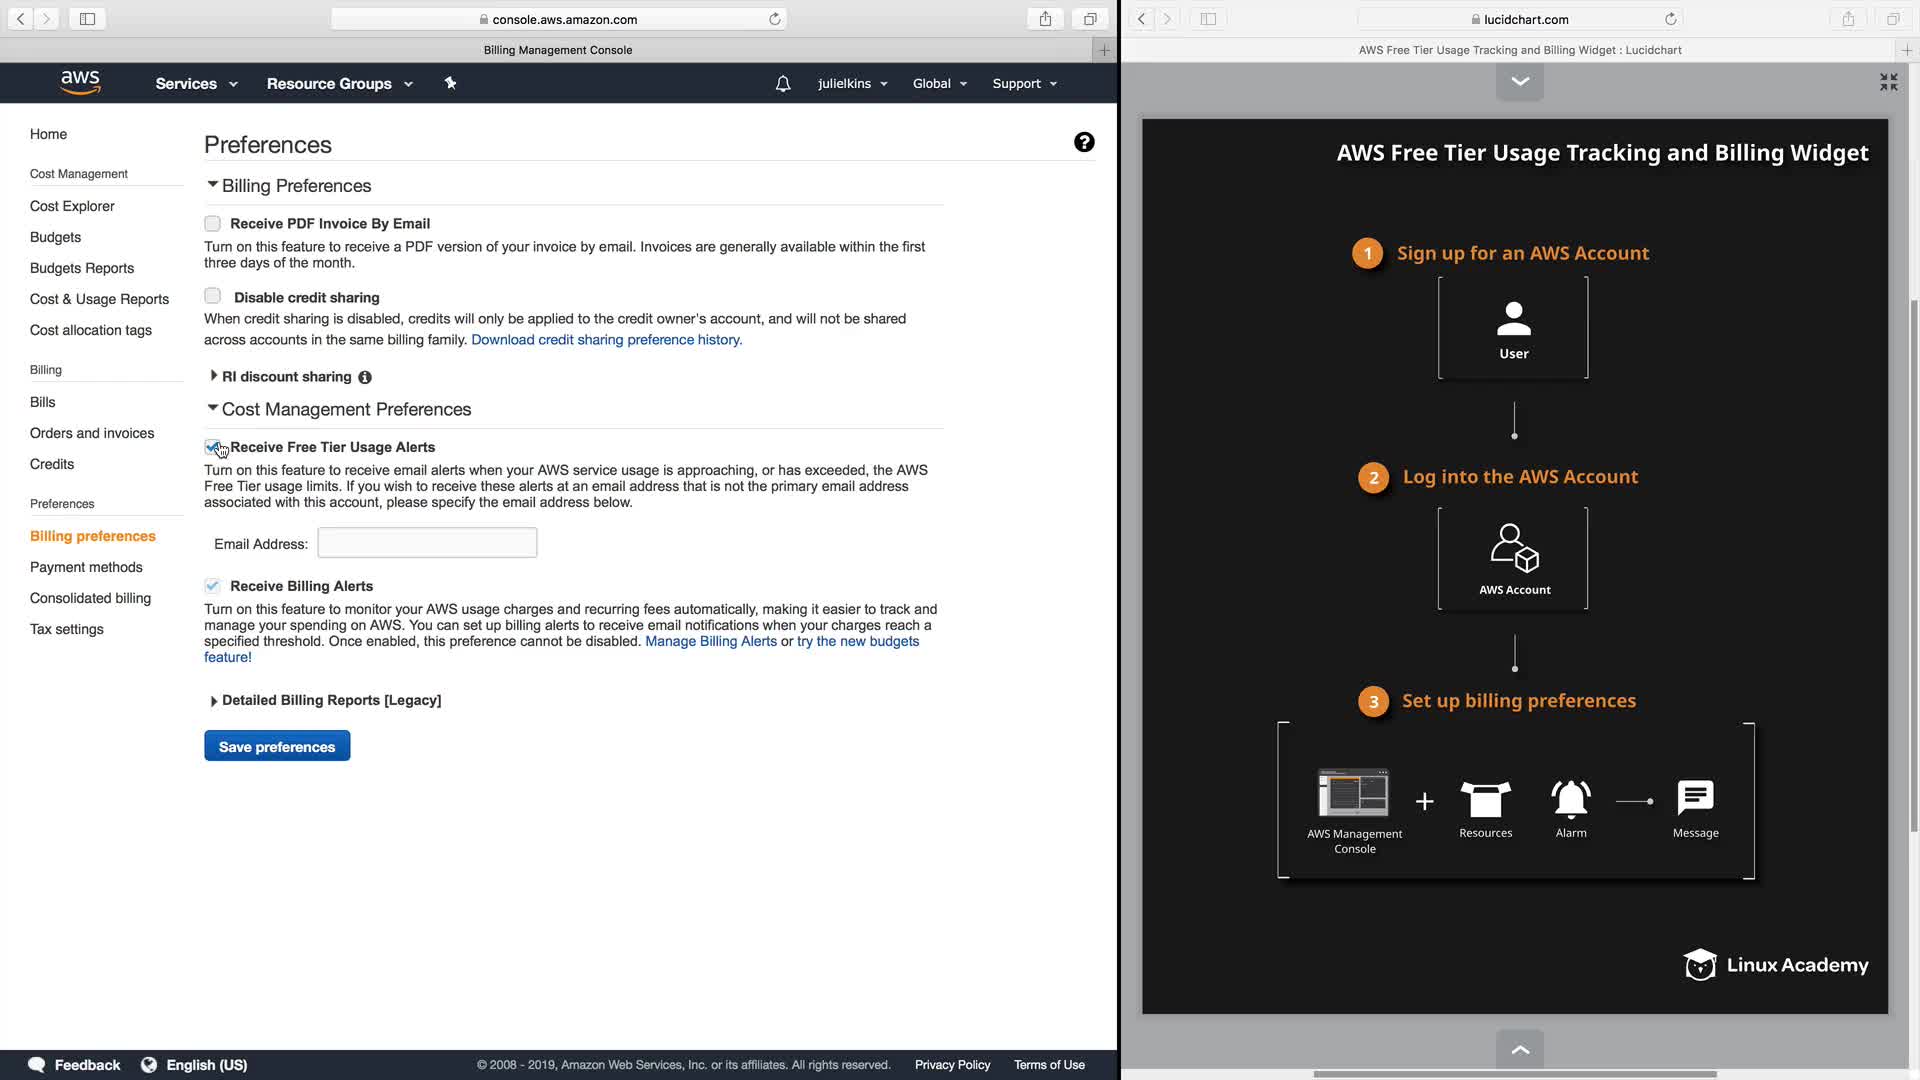 console.aws.amazon.com
Billing Management Console
aws
Services
Resource Groups
julielkins
Global
Support
Home
Cost Management
Cost Explorer
Budgets
Budgets Reports
Cost & Usage Reports
Cost allocation tags
Billing
Bills
Orders and invoices
Credits
Preferences
Billing preferences
Payment methods
Consolidated billing
Tax settings
Preferences
Billing Preferences
Receive PDF Invoice By Email
Turn on this feature to receive a PDF version of your invoice by email. Invoices are generally available within the first
three days of the month.
Disable credit sharing
When credit sharing is disabled, credits will only be applied to the credit owner's account, and will not be shared
across accounts in the same billing family. Download credit sharing preference history.
RI discount sharing
Cost Management Preferences
Receive Free Tier Usage Alerts
Turn on this feature to receive email alerts when your AWS service usage is approaching, or has exceeded, the AWS
Free Tier usage limits. If you wish to receive these alerts at an email address that is not the primary email address
associated with this account, please specify the email address below.
Email Address:
Receive Billing Alerts
Turn on this feature to monitor your AWS usage charges and recurring fees automatically, making it easier to track and
manage your spending on AWS. You can set up billing alerts to receive email notifications when your charges reach a
specified threshold. Once enabled, this preference cannot be disabled. Manage Billing Alerts or try the new budgets
feature!
Detailed Billing Reports [Legacy]
Save preferences
Feedback
English (US)
© 2008 - 2019, Amazon Web Services, Inc. or its affiliates. All rights reserved.
Privacy Policy
Terms of Use
lucidchart.com
AWS Free Tier Usage Tracking and Billing Widget : Lucidchart
AWS Free Tier Usage Tracking and Billing Widget
1 Sign up for an AWS Account
User
2 Log into the AWS Account
AWS Account
3 Set up billing preferences
AWS Management
Console
+
Resources
Alarm
Message
Linux Academy